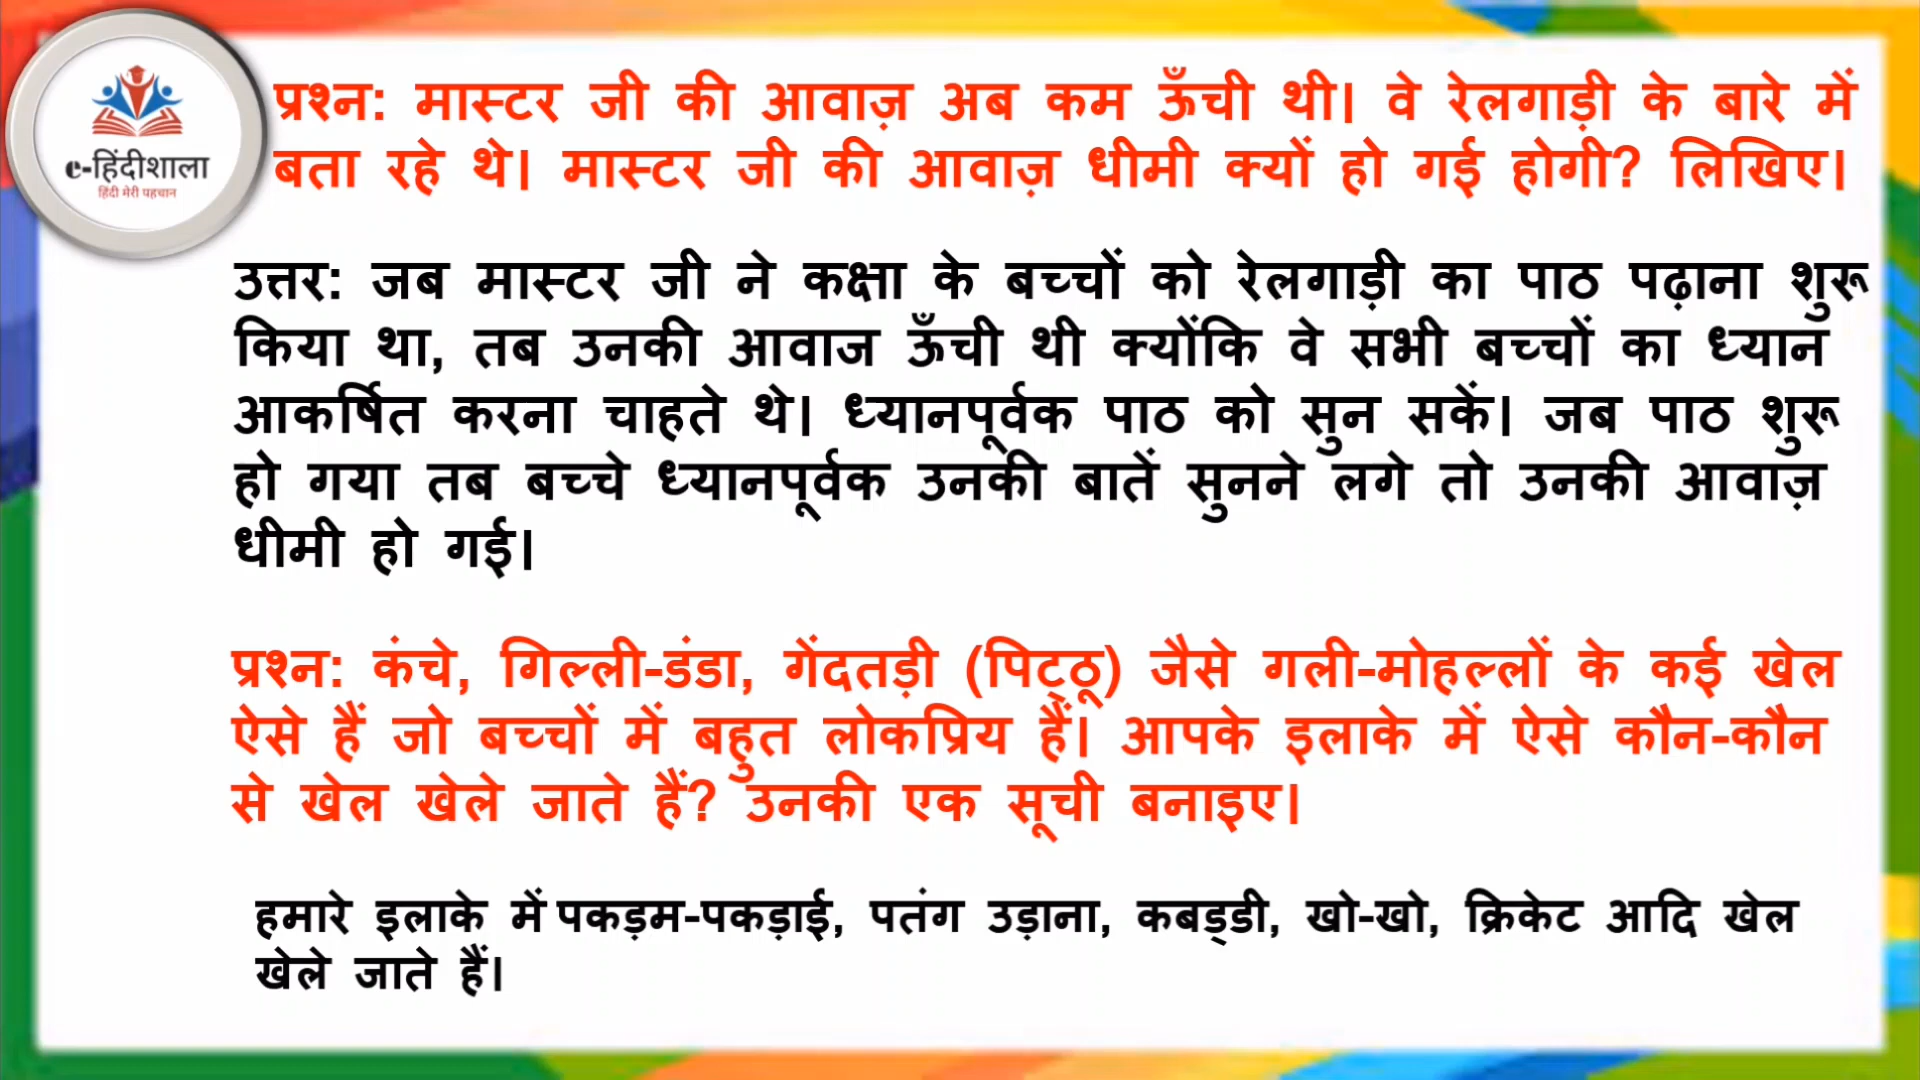 e-हिंदीशाला
हिंदी मेरी पहचान
प्रश्न: मास्टर जी की आवाज़ अब कम ऊँची थी। वे रेलगाड़ी के बारे में
बता रहे थे। मास्टर जी की आवाज़ धीमी क्यों हो गई होगी? लिखिए।
उत्तर: जब मास्टर जी ने कक्षा के बच्चों को रेलगाड़ी का पाठ पढ़ाना शुरू
किया था, तब उनकी आवाज ऊँची थी क्योंकि वे सभी बच्चों का ध्यान
आकर्षित करना चाहते थे। ध्यानपूर्वक पाठ को सुन सकें। जब पाठ शुरू
हो गया तब बच्चे ध्यानपूर्वक उनकी बातें सुनने लगे तो उनकी आवाज़
धीमी हो गई।
प्रश्न: कंचे, गिल्ली-डंडा, गेंदतड़ी (पिट्ठू) जैसे गली-मोहल्लों के कई खेल
ऐसे हैं जो बच्चों में बहुत लोकप्रिय हैं। आपके इलाके में ऐसे कौन-कौन
से खेल खेले जाते हैं? उनकी एक सूची बनाइए।
हमारे इलाके में पकड़म-पकड़ाई, पतंग उड़ाना, कबड्डी, खो-खो, क्रिकेट आदि खेल
खेले जाते हैं।